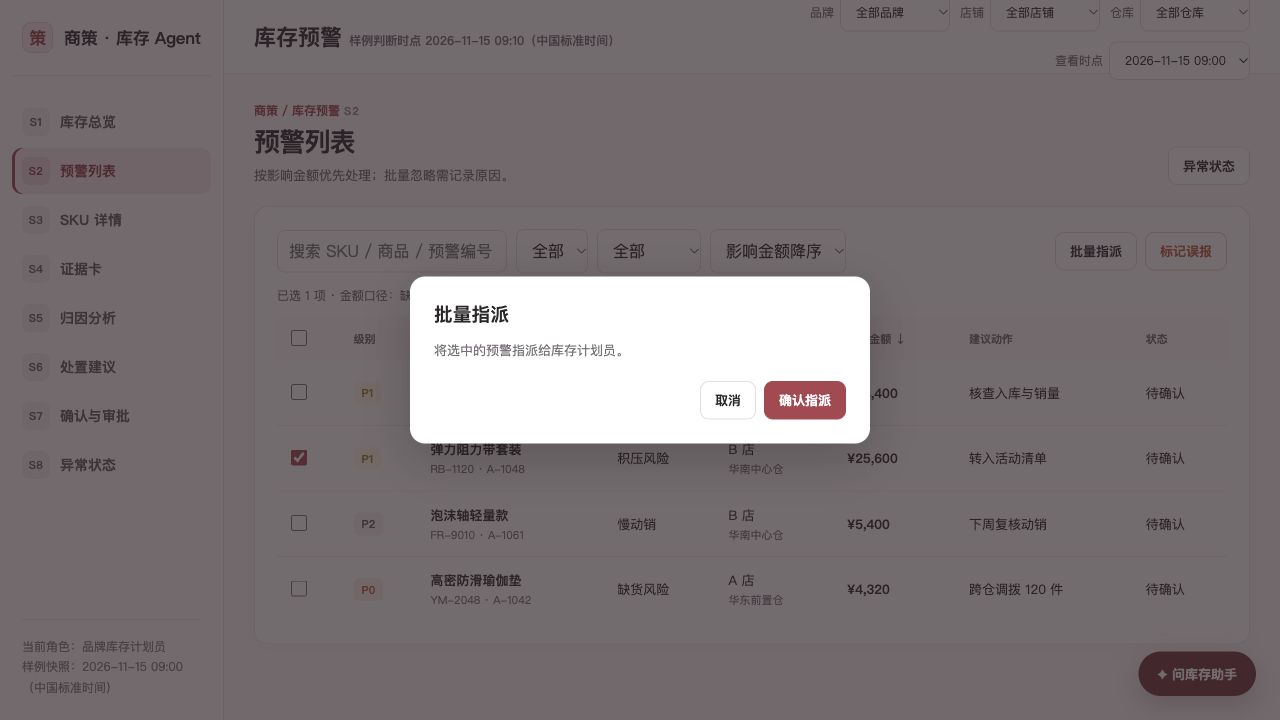 策 商策 · 库存 Agent
S1 库存总览
S2 预警列表
S3 SKU 详情
S4 证据卡
S5 归因分析
S6 处置建议
S7 确认与审批
S8 异常状态
当前角色：品牌库存计划员
样例快照：2026-11-15 09:00
（中国标准时间）
库存预警 样例判断时点 2026-11-15 09:10（中国标准时间）
品牌 全部品牌 店铺 全部店铺 仓库 全部仓库
查看时点 2026-11-15 09:00
商策 / 库存预警 S2
预警列表
按影响金额优先处理；批量忽略需记录原因。
异常状态
搜索 SKU / 商品 / 预警编号 全部 全部 影响金额降序 批量指派 标记误报
已选 1 项 · 金额口径：
级别 金额 ↓ 建议动作 状态
P1 ,400 核查入库与销量 待确认
P1 弹力阻力带套装 RB-1120 · A-1048 积压风险 B 店 华南中心仓 ¥25,600 转入活动清单 待确认
P2 泡沫轴轻量款 FR-9010 · A-1061 慢动销 B 店 华南中心仓 ¥5,400 下周复核动销 待确认
P0 高密防滑瑜伽垫 YM-2048 · A-1042 缺货风险 A 店 华东前置仓 ¥4,320 跨仓调拨 120 件 待确认
批量指派
将选中的预警指派给库存计划员。
取消 确认指派
✦ 问库存助手